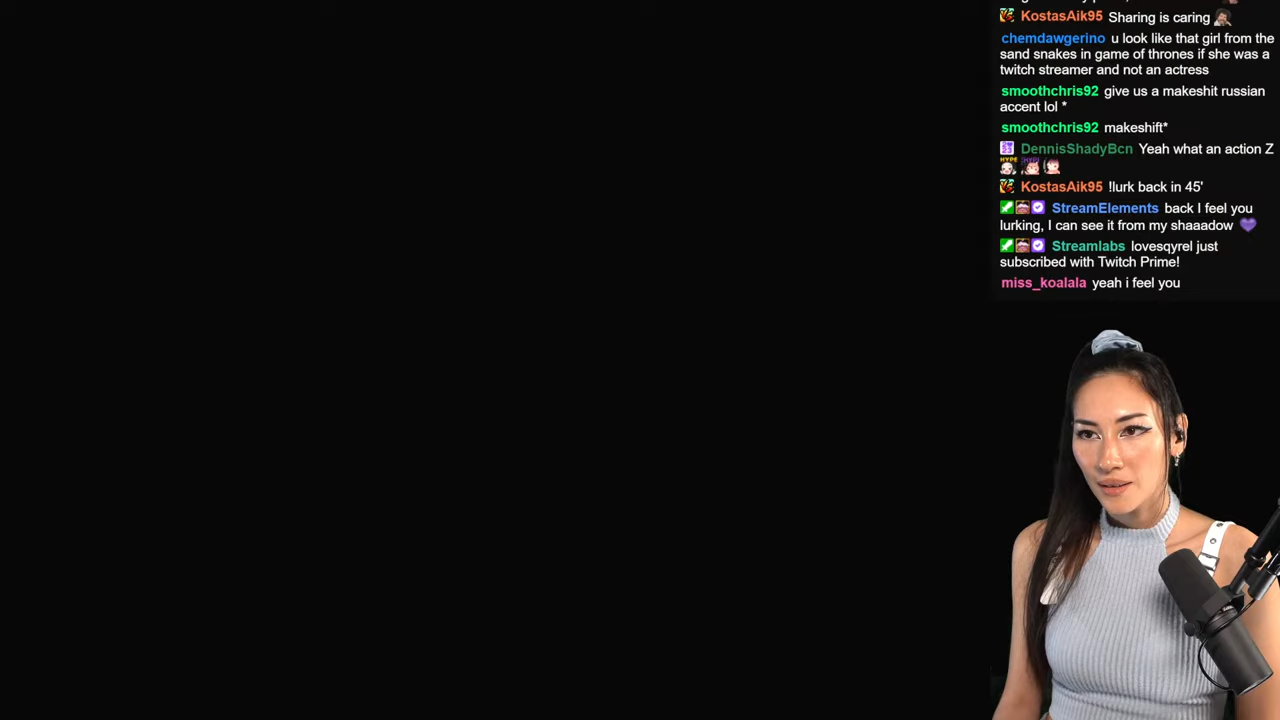 KostasAik95 Sharing is caring
chemdawgerino u look like that girl from the
sand snakes in game of thrones if she was a
twitch streamer and not an actress
smoothchris92 give us a makeshit russian
accent lol *
smoothchris92 makeshift*
DennisShadyBcn Yeah what an action Z
HYPE
KostasAik95 !lurk back in 45'
StreamElements back I feel you
lurking, I can see it from my shaaadow
Streamlabs lovesqyrel just
subscribed with Twitch Prime!
miss_koalala yeah i feel you